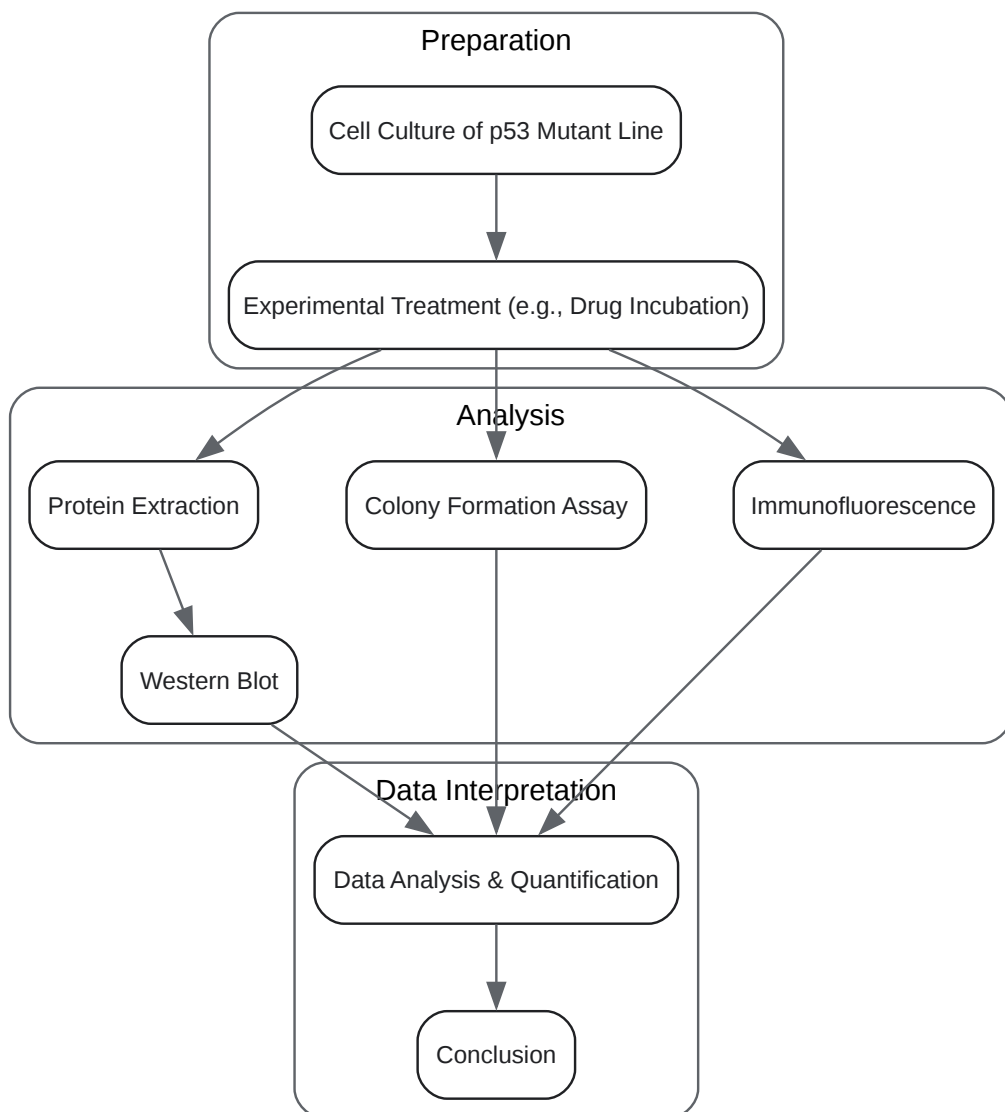 Preparation
Cell Culture of p53 Mutant Line
Experimental Treatment (e.g., Drug Incubation)
Analysis
Protein Extraction
Colony Formation Assay
Immunofluorescence
Western Blot
Data Interpretation
Data Analysis & Quantification
Conclusion